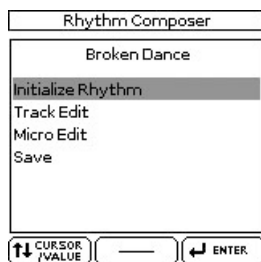 Rhythm Composer
Broken Dance
Initialize Rhythm
Track Edit
Micro Edit
Save
CURSOR
/VALUE
ENTER